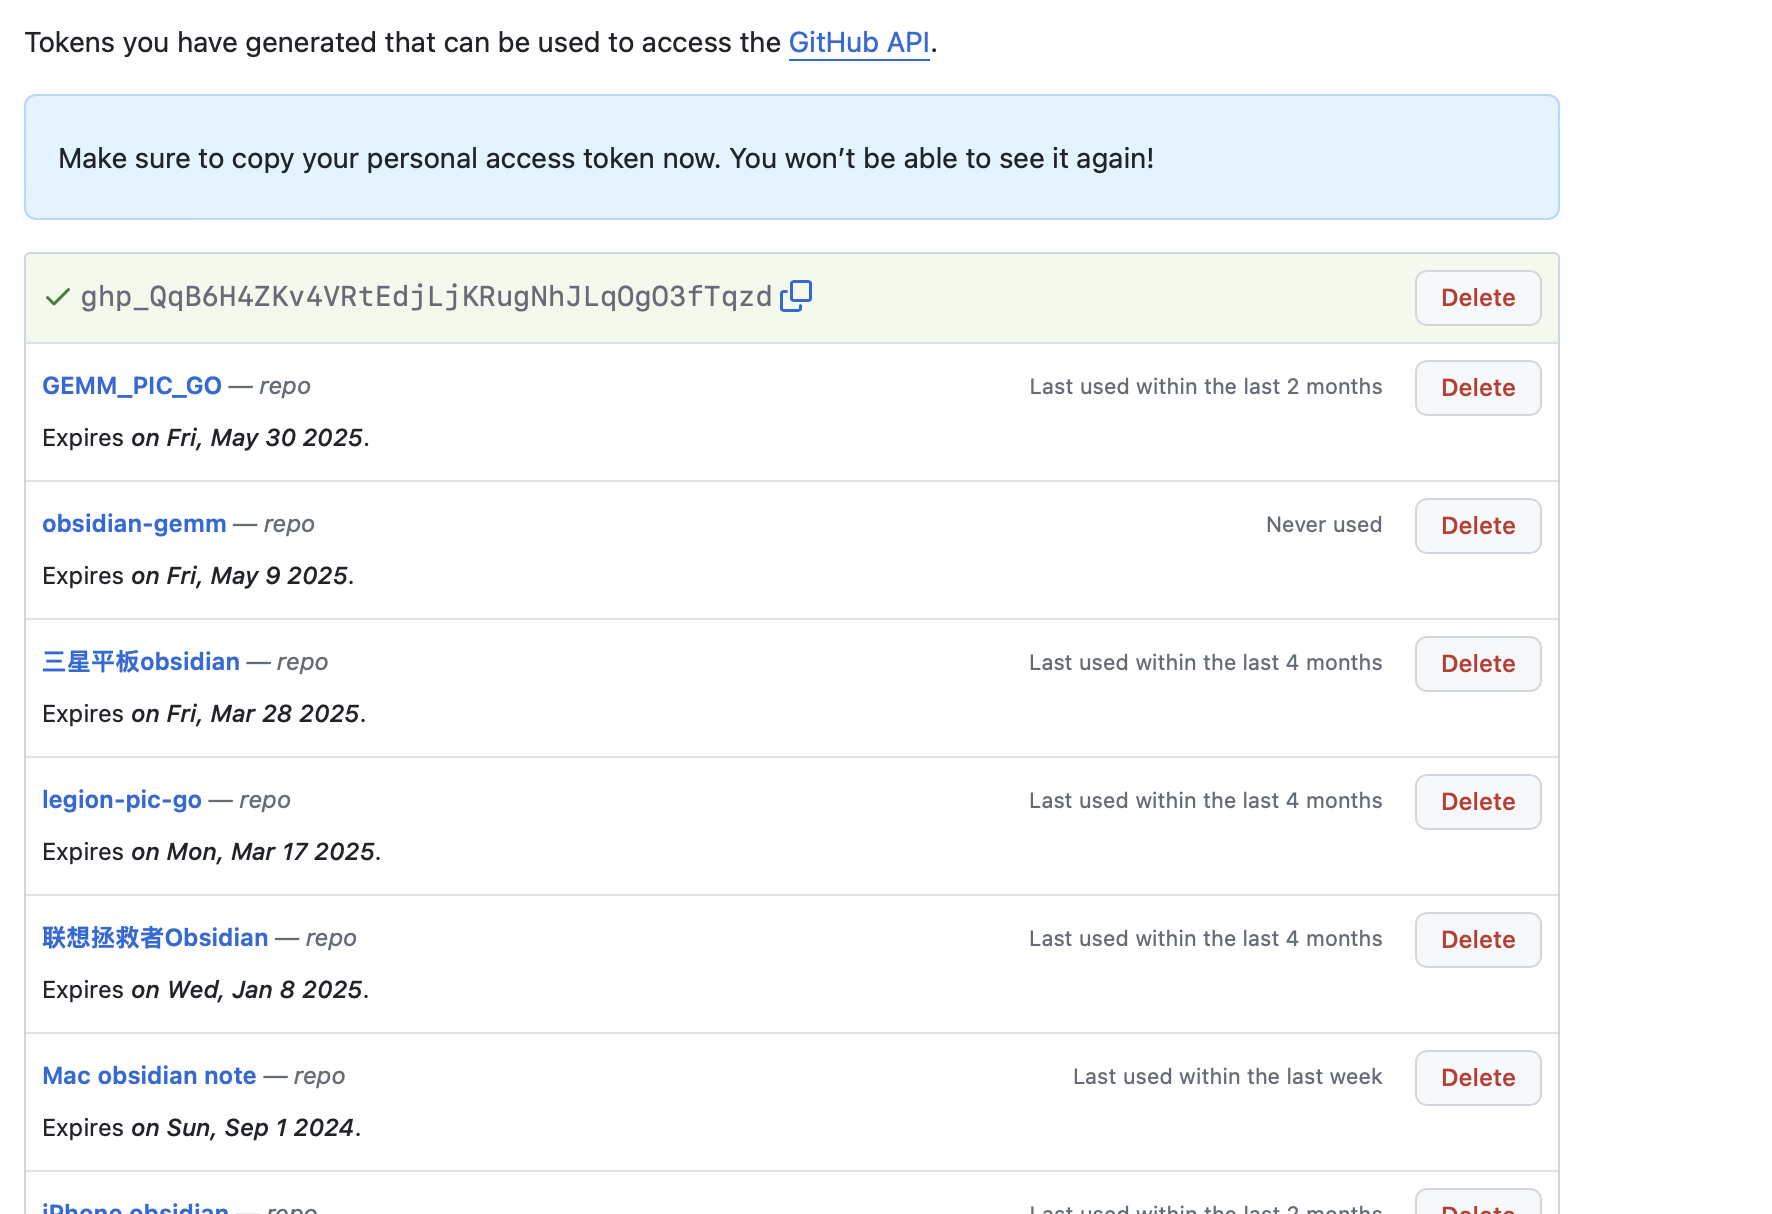 Tokens you have generated that can be used to access the GitHub API.
Make sure to copy your personal access token now. You won't be able to see it again!
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
Delete
GEMM_PIC_GO — repo
Last used within the last 2 months
Delete
Expires on Fri, May 30 2025.
obsidian-gemm — repo
Never used
Delete
Expires on Fri, May 9 2025.
三星平板obsidian — repo
Last used within the last 4 months
Delete
Expires on Fri, Mar 28 2025.
legion-pic-go — repo
Last used within the last 4 months
Delete
Expires on Mon, Mar 17 2025.
联想拯救者Obsidian — repo
Last used within the last 4 months
Delete
Expires on Wed, Jan 8 2025.
Mac obsidian note — repo
Last used within the last week
Delete
Expires on Sun, Sep 1 2024.
iPhone obsidian — repo
Last used within the last 2 months
Delete